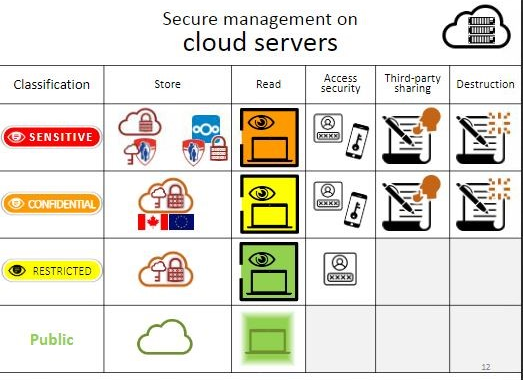 Secure management on
cloud servers
Classification Store Read Access security Third-party sharing Destruction
SENSITIVE
CONFIDENTIAL
RESTRICTED
Public
12